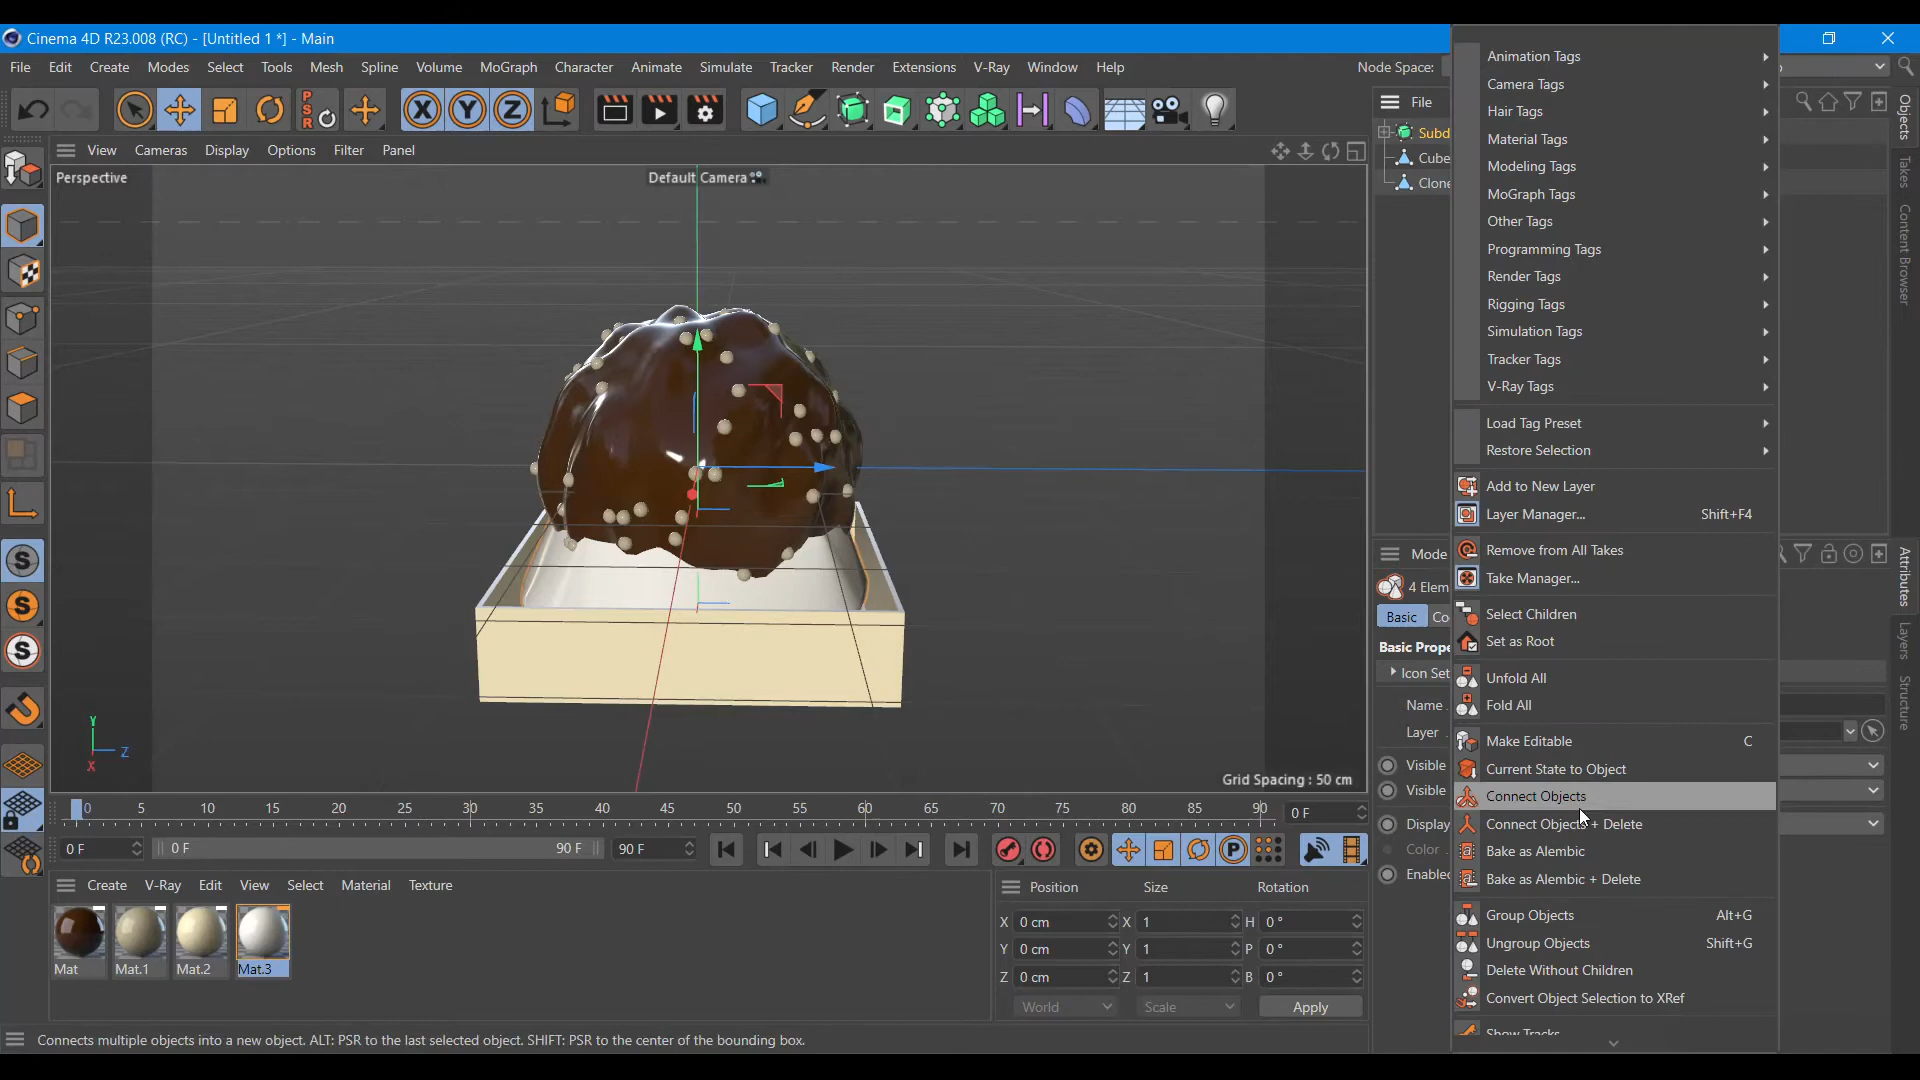 Cinema 4D R23.008 (RC) - [Untitled 1 *] - Main
File Edit Create Modes Select Tools Mesh Spline Volume MoGraph Character Animate Simulate Tracker Render Extensions V-Ray Window Help Node Space:
PSR X Y Z
File
View Cameras Display Options Filter Panel
Perspective
Default Camera
Subd
Cube
Clone
Objects
Takes
Content Browser
Animation Tags
Camera Tags
Hair Tags
Material Tags
Modeling Tags
MoGraph Tags
Other Tags
Programming Tags
Render Tags
Rigging Tags
Simulation Tags
Tracker Tags
V-Ray Tags
Load Tag Preset
Restore Selection
Add to New Layer
Layer Manager... Shift+F4
Remove from All Takes
Take Manager...
Select Children
Set as Root
Unfold All
Fold All
Make Editable C
Current State to Object
Connect Objects
Connect Objects + Delete
Bake as Alembic
Bake as Alembic + Delete
Group Objects Alt+G
Ungroup Objects Shift+G
Delete Without Children
Convert Object Selection to XRef
Show Tracks
Mode
4 Elem
Basic Co
Basic Prope
Icon Set
Name
Layer
Visible
Visible
Display
Color
Enabled
Attributes
Layers
Structure
Y
Z
X
Grid Spacing : 50 cm
0 5 10 15 20 25 30 35 40 45 50 55 60 65 70 75 80 85 90 0 F
0 F 0 F 90 F 90 F
Create V-Ray Edit View Select Material Texture
Mat Mat.1 Mat.2 Mat.3
Position Size Rotation
X 0 cm X 1 H 0 °
Y 0 cm Y 1 P 0 °
Z 0 cm Z 1 B 0 °
World Scale Apply
Connects multiple objects into a new object. ALT: PSR to the last selected object. SHIFT: PSR to the center of the bounding box.